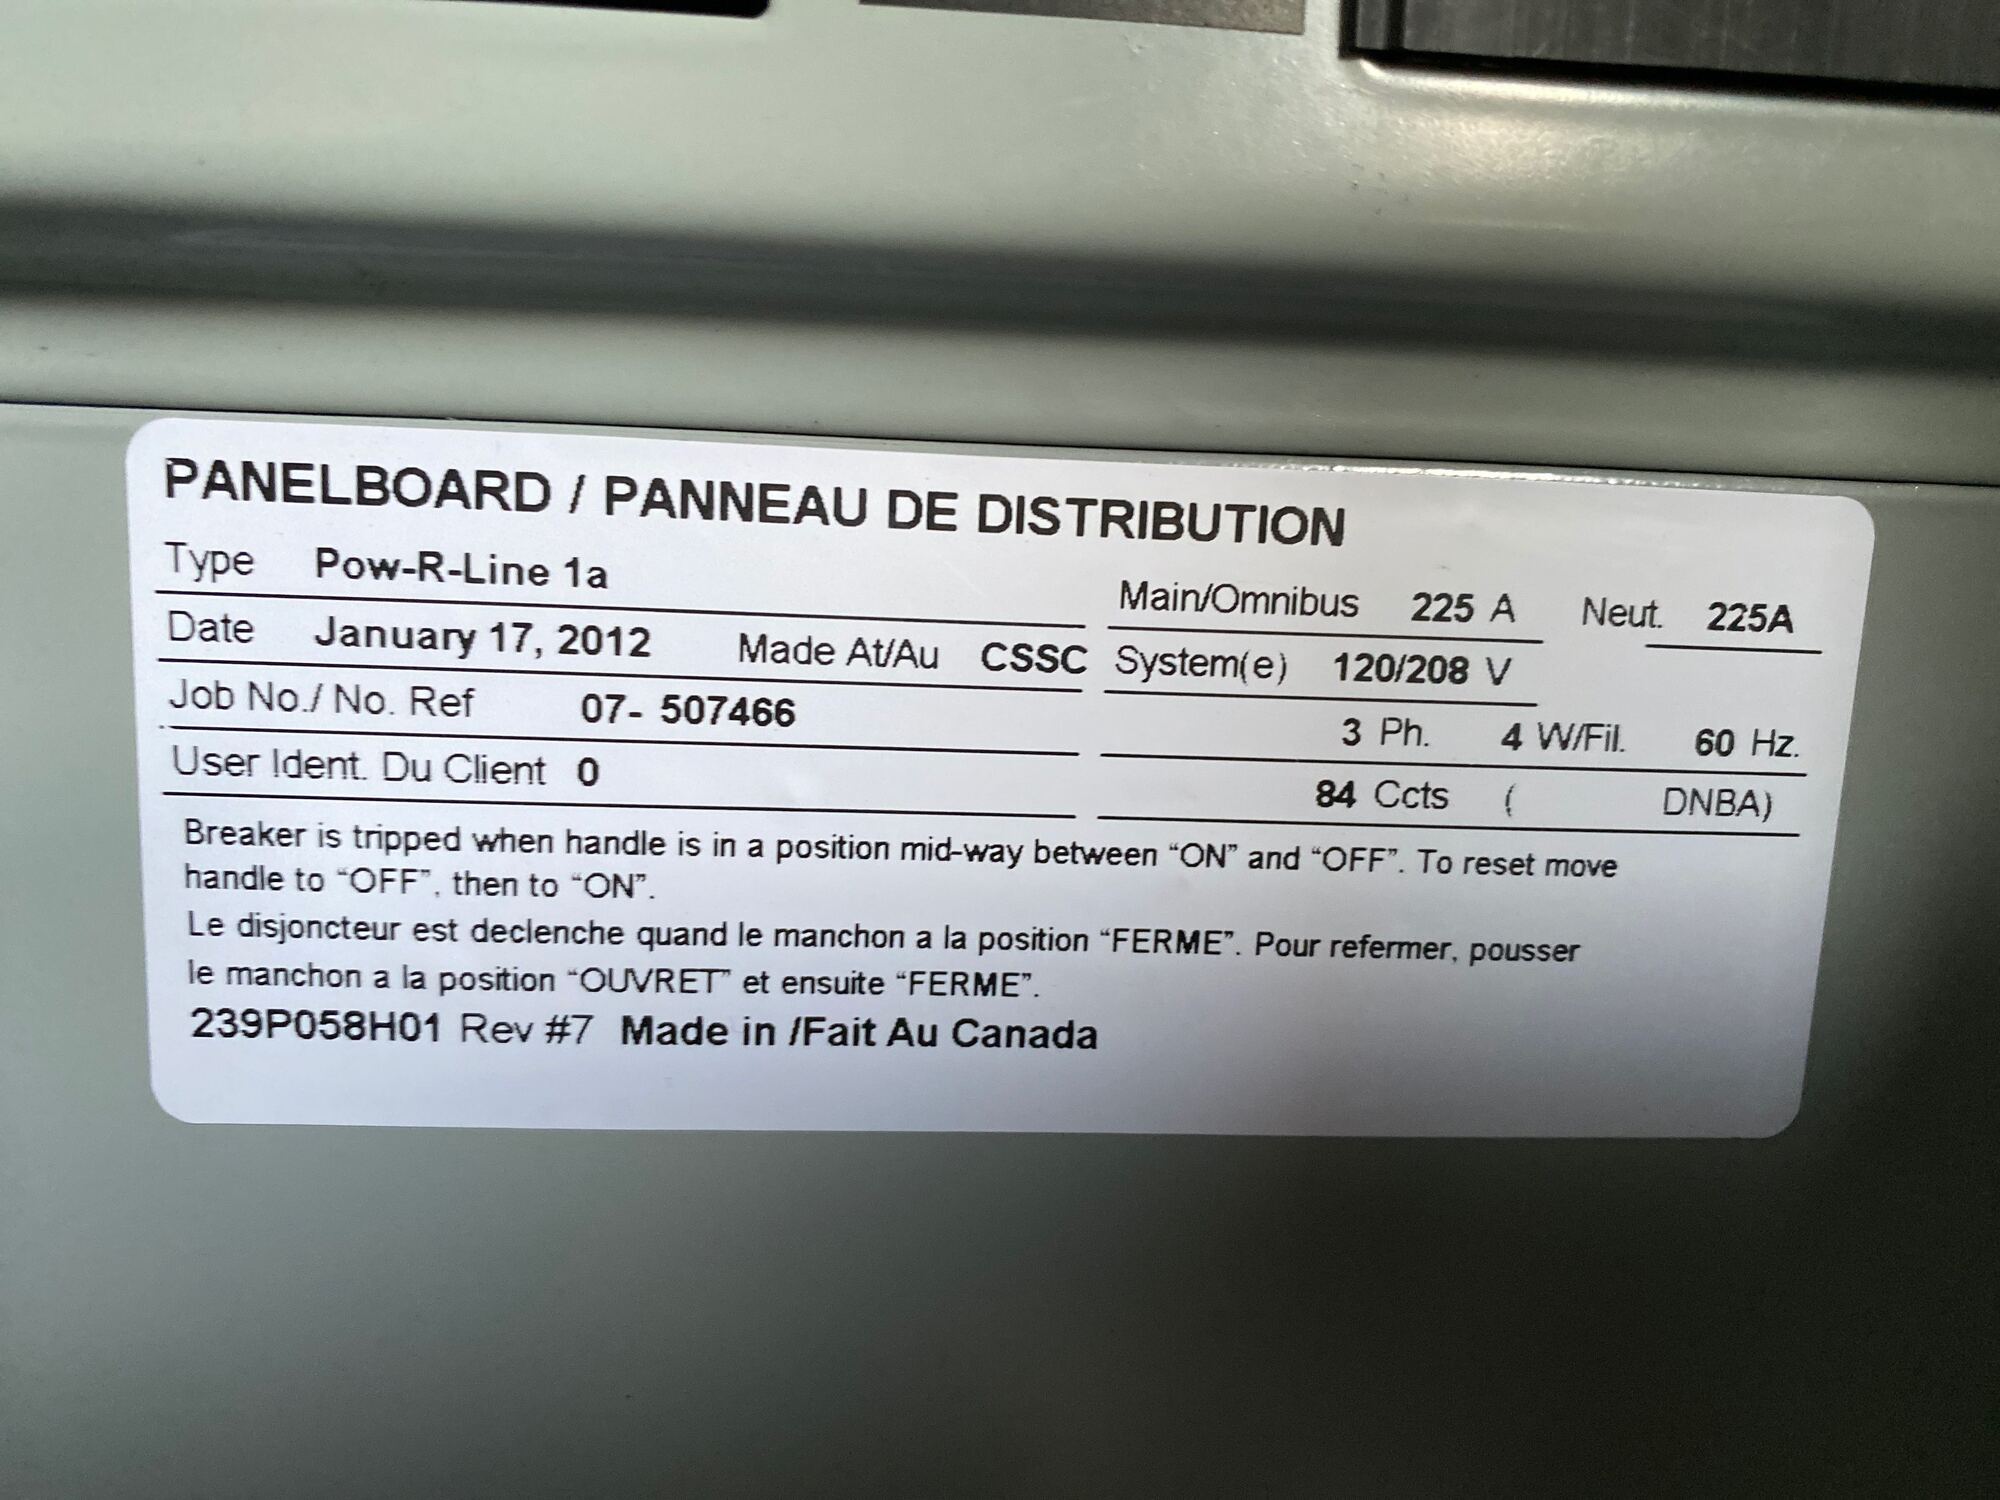 PANELBOARD / PANNEAU DE DISTRIBUTION
Type Pow-R-Line 1a
Main/Omnibus 225 A Neut. 225A
Date January 17, 2012 Made At/Au CSSC
System(e) 120/208 V
Job No./ No. Ref 07- 507466
3 Ph. 4 W/Fil. 60 Hz.
User Ident. Du Client 0
84 Ccts ( DNBA)
Breaker is tripped when handle is in a position mid-way between “ON” and “OFF”. To reset move
handle to “OFF”, then to “ON”.
Le disjoncteur est declenche quand le manchon a la position “FERME”. Pour refermer, pousser
le manchon a la position “OUVRET” et ensuite “FERME”.
239P058H01 Rev #7 Made in /Fait Au Canada